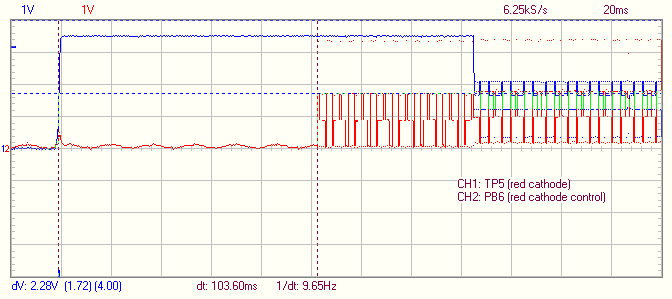 1V 1V 6.25kS/s 20ms
12
CH1: TP5 (red cathode)
CH2: PB6 (red cathode control)
dV: 2.28V (1.72) (4.00) dt: 103.60ms 1/dt: 9.65Hz